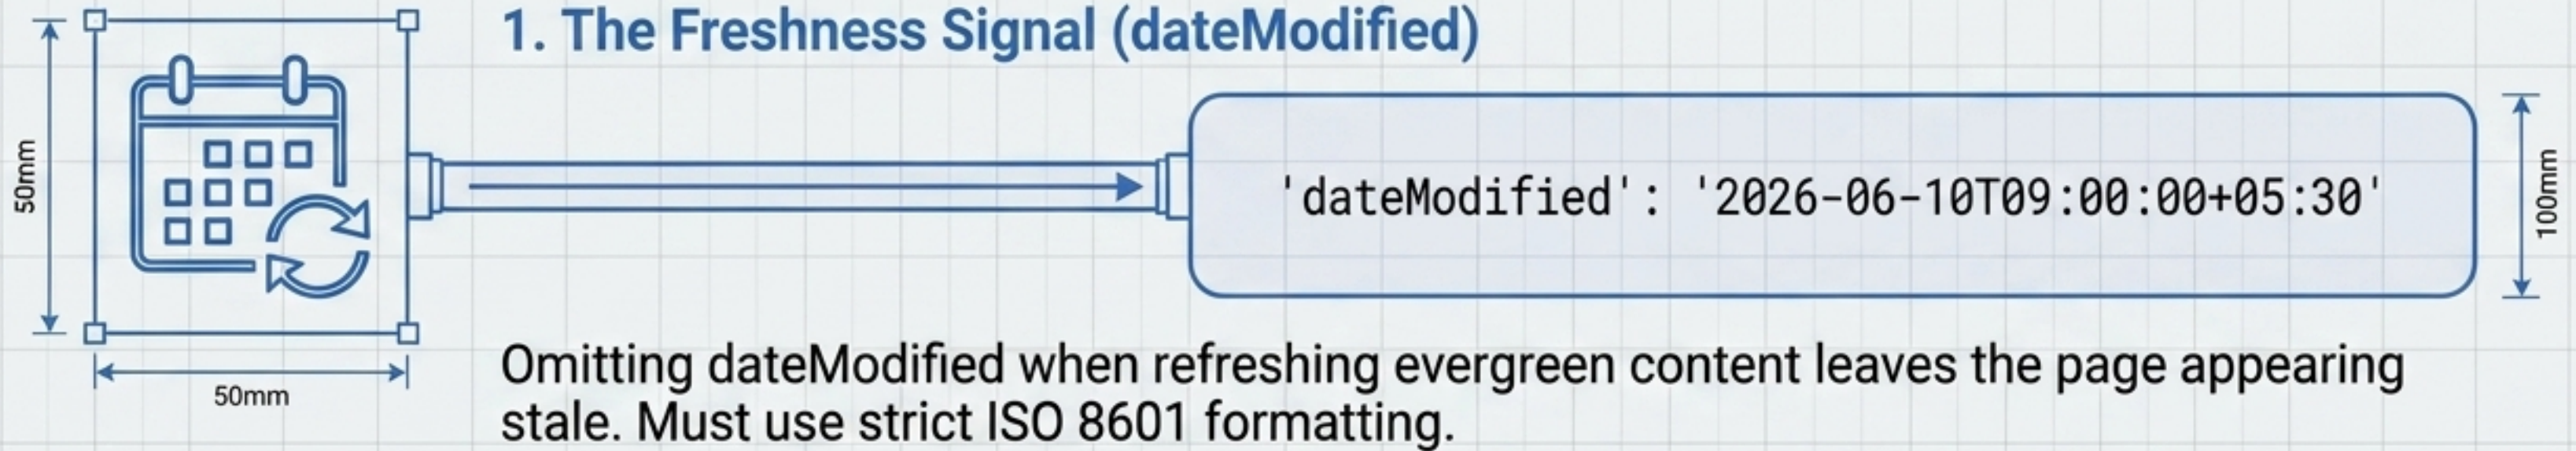 1. The Freshness Signal (dateModified)
50mm
'dateModified': '2026-06-10T09:00:00+05:30'
100mm
50mm
Omitting dateModified when refreshing evergreen content leaves the page appearing
stale. Must use strict ISO 8601 formatting.